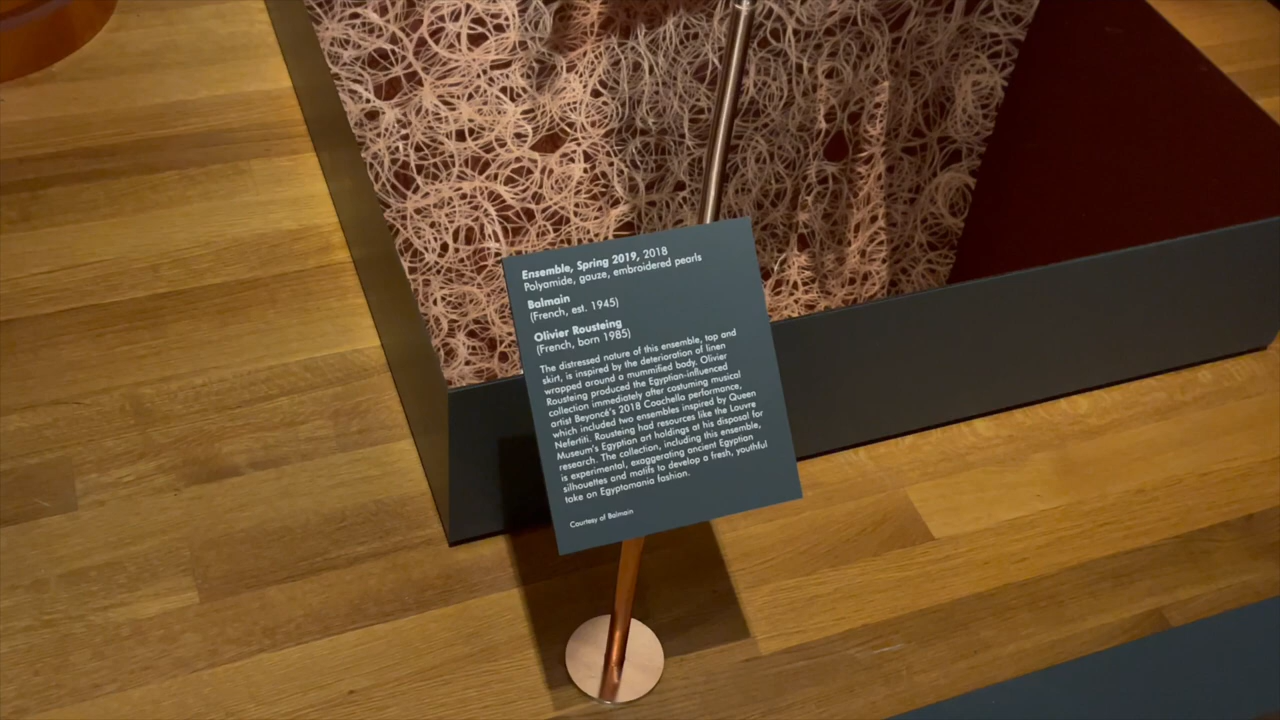 Ensemble, Spring 2019, 2018
Polyamide, gauze, embroidered pearls
Balmain
(French, est. 1945)
Olivier Rousteing
(French, born 1985)
The distressed nature of this ensemble, top and
skirt, is inspired by the deterioration of linen
wrapped around a mummified body. Olivier
Rousteing produced the Egyptian-influenced
collection immediately after costuming musical
artist Beyoncé's 2018 Coachella performance,
which included two ensembles inspired by Queen
Nefertiti. Rousteing had resources like the Louvre
Museum's Egyptian art holdings at his disposal for
research. The collection, including this ensemble,
is experimental, exaggerating ancient Egyptian
silhouettes and motifs to develop a fresh, youthful
take on Egyptomania fashion.
Courtesy of Balmain